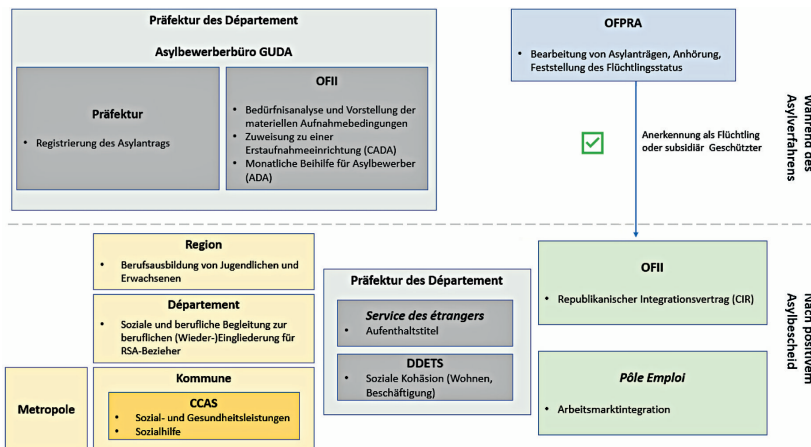 Präfektur des Département
Asylbewerberbüro GUDA
Präfektur
• Registrierung des Asylantrags
OFII
• Bedürfnisanalyse und Vorstellung der
materiellen Aufnahmebedingungen
• Zuweisung zu einer
Erstaufnahmeeinrichtung (CADA)
• Monatliche Beihilfe für Asylbewerber
(ADA)
OFPRA
• Bearbeitung von Asylanträgen, Anhörung,
Feststellung des Flüchtlingsstatus
Anerkennung als Flüchtling
oder subsidiär Geschützter
Während des
Asylverfahrens
Region
• Berufsausbildung von Jugendlichen und
Erwachsenen
Département
• Soziale und berufliche Begleitung zur
beruflichen (Wieder-)Eingliederung für
RSA-Bezieher
Metropole
Kommune
CCAS
• Sozial- und Gesundheitsleistungen
• Sozialhilfe
Präfektur des Département
Service des étrangers
• Aufenthaltstitel
DDETS
• Soziale Kohäsion (Wohnen,
Beschäftigung)
OFII
• Republikanischer Integrationsvertrag (CIR)
Pôle Emploi
• Arbeitsmarktintegration
Nach positivem
Asylbescheid